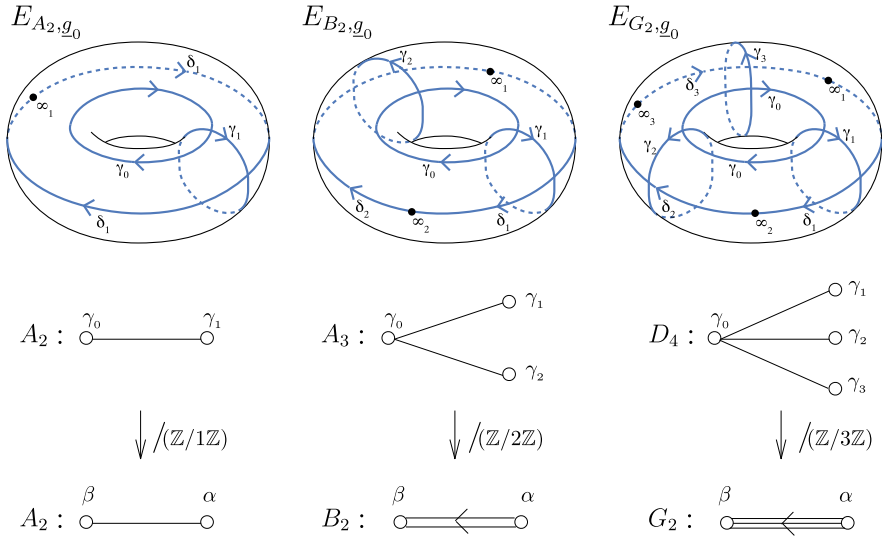 E_{A_2,g_0} E_{B_2,g_0} E_{G_2,g_0}
δ_1 ∞_1 γ_1 γ_0 δ_1
γ_2 ∞_1 γ_1 γ_0 δ_2 ∞_2 δ_1
γ_3 δ_3 ∞_1 ∞_3 γ_0 γ_2 γ_1 γ_0 δ_2 ∞_2 δ_1
A_2 : γ_0 γ_1
A_3 : γ_0 γ_1 γ_2
D_4 : γ_0 γ_1 γ_2 γ_3
/(ℤ/1ℤ) /(ℤ/2ℤ) /(ℤ/3ℤ)
A_2 : β α
B_2 : β α
G_2 : β α